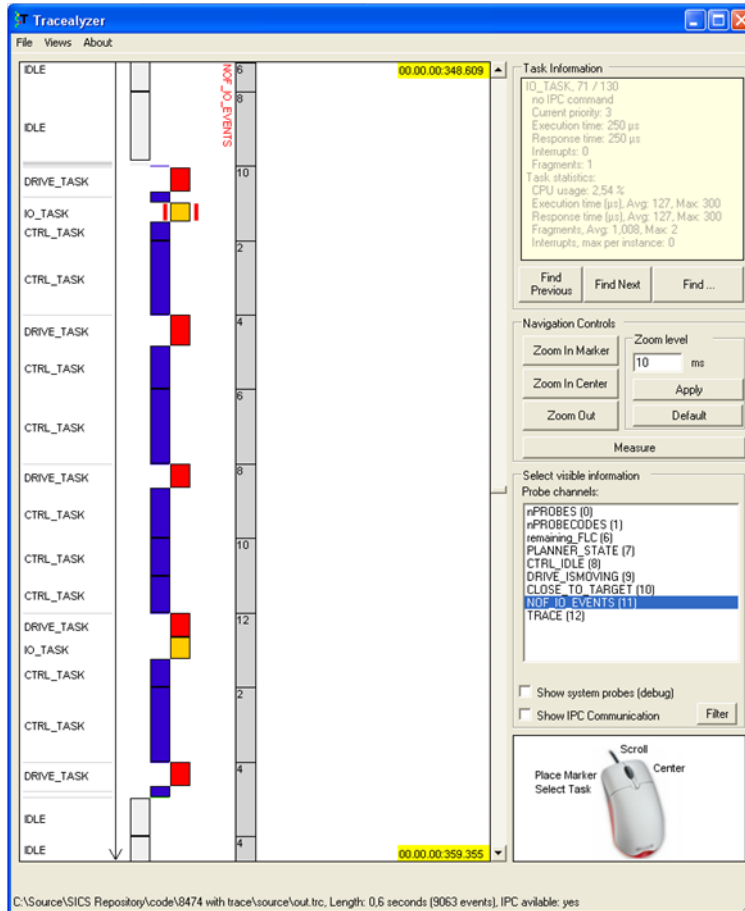 Tracealyzer
File Views About
IDLE
IDLE
DRIVE_TASK
IO_TASK
CTRL_TASK
CTRL_TASK
DRIVE_TASK
CTRL_TASK
CTRL_TASK
DRIVE_TASK
CTRL_TASK
CTRL_TASK
CTRL_TASK
DRIVE_TASK
IO_TASK
CTRL_TASK
CTRL_TASK
DRIVE_TASK
IDLE
IDLE
NOF_IO_EVENTS
6
8
10
2
4
6
8
10
12
2
4
4
00.00.00:348.609
00.00.00:359.355
Task Information
IO_TASK, 71 / 130
no IPC command
Current priority: 3
Execution time: 250 µs
Response time: 250 µs
Interrupts: 0
Fragments: 1
Task statistics:
CPU usage: 2,54 %
Execution time (µs), Avg: 127, Max: 300
Response time (µs), Avg: 127, Max: 300
Fragments, Avg: 1,008, Max: 2
Interrupts, max per instance: 0
Find Previous
Find Next
Find ...
Navigation Controls
Zoom In Marker
Zoom In Center
Zoom Out
Zoom level
10 ms
Apply
Default
Measure
Select visible information
Probe channels:
nPROBES (0)
nPROBECODES (1)
remaining_FLC (6)
PLANNER_STATE (7)
CTRL_IDLE (8)
DRIVE_ISMOVING (9)
CLOSE_TO_TARGET (10)
NOF_IO_EVENTS (11)
TRACE (12)
Show system probes (debug)
Show IPC Communication
Filter
Scroll
Center
Place Marker
Select Task
C:\Source\SICS Repository\code\8474 with trace\source\out.trc, Length: 0,6 seconds (9063 events), IPC avilable: yes